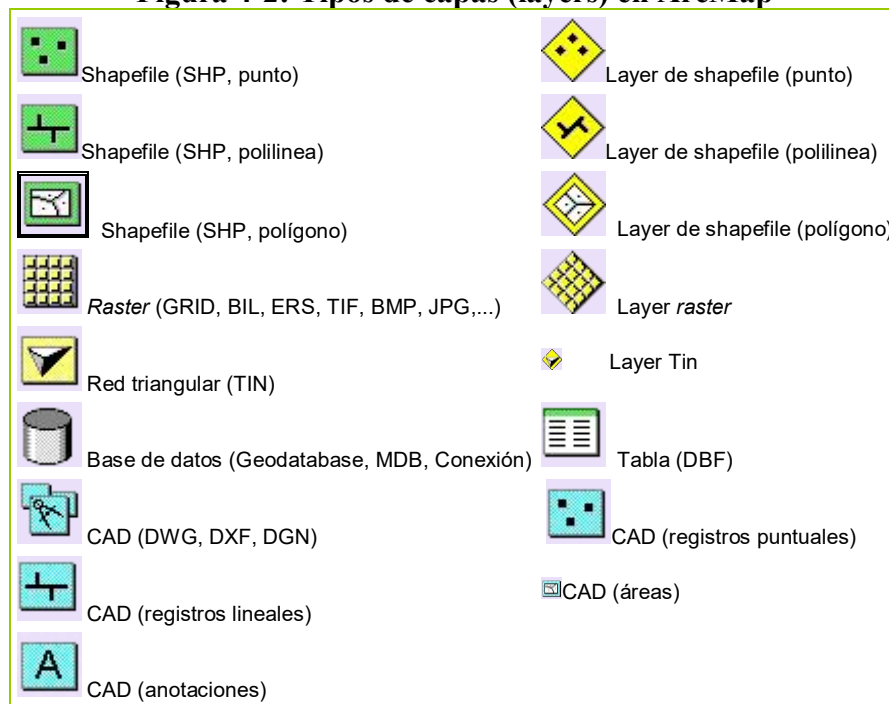 Figura 4-2: Tipos de capas (layers) en ArcMap
Shapefile (SHP, punto)
Layer de shapefile (punto)
Shapefile (SHP, polilinea)
Layer de shapefile (polilinea)
Shapefile (SHP, polígono)
Layer de shapefile (polígono)
Raster (GRID, BIL, ERS, TIF, BMP, JPG,...)
Layer raster
Red triangular (TIN)
Layer Tin
Base de datos (Geodatabase, MDB, Conexión)
Tabla (DBF)
CAD (DWG, DXF, DGN)
CAD (registros puntuales)
CAD (registros lineales)
CAD (áreas)
A
CAD (anotaciones)